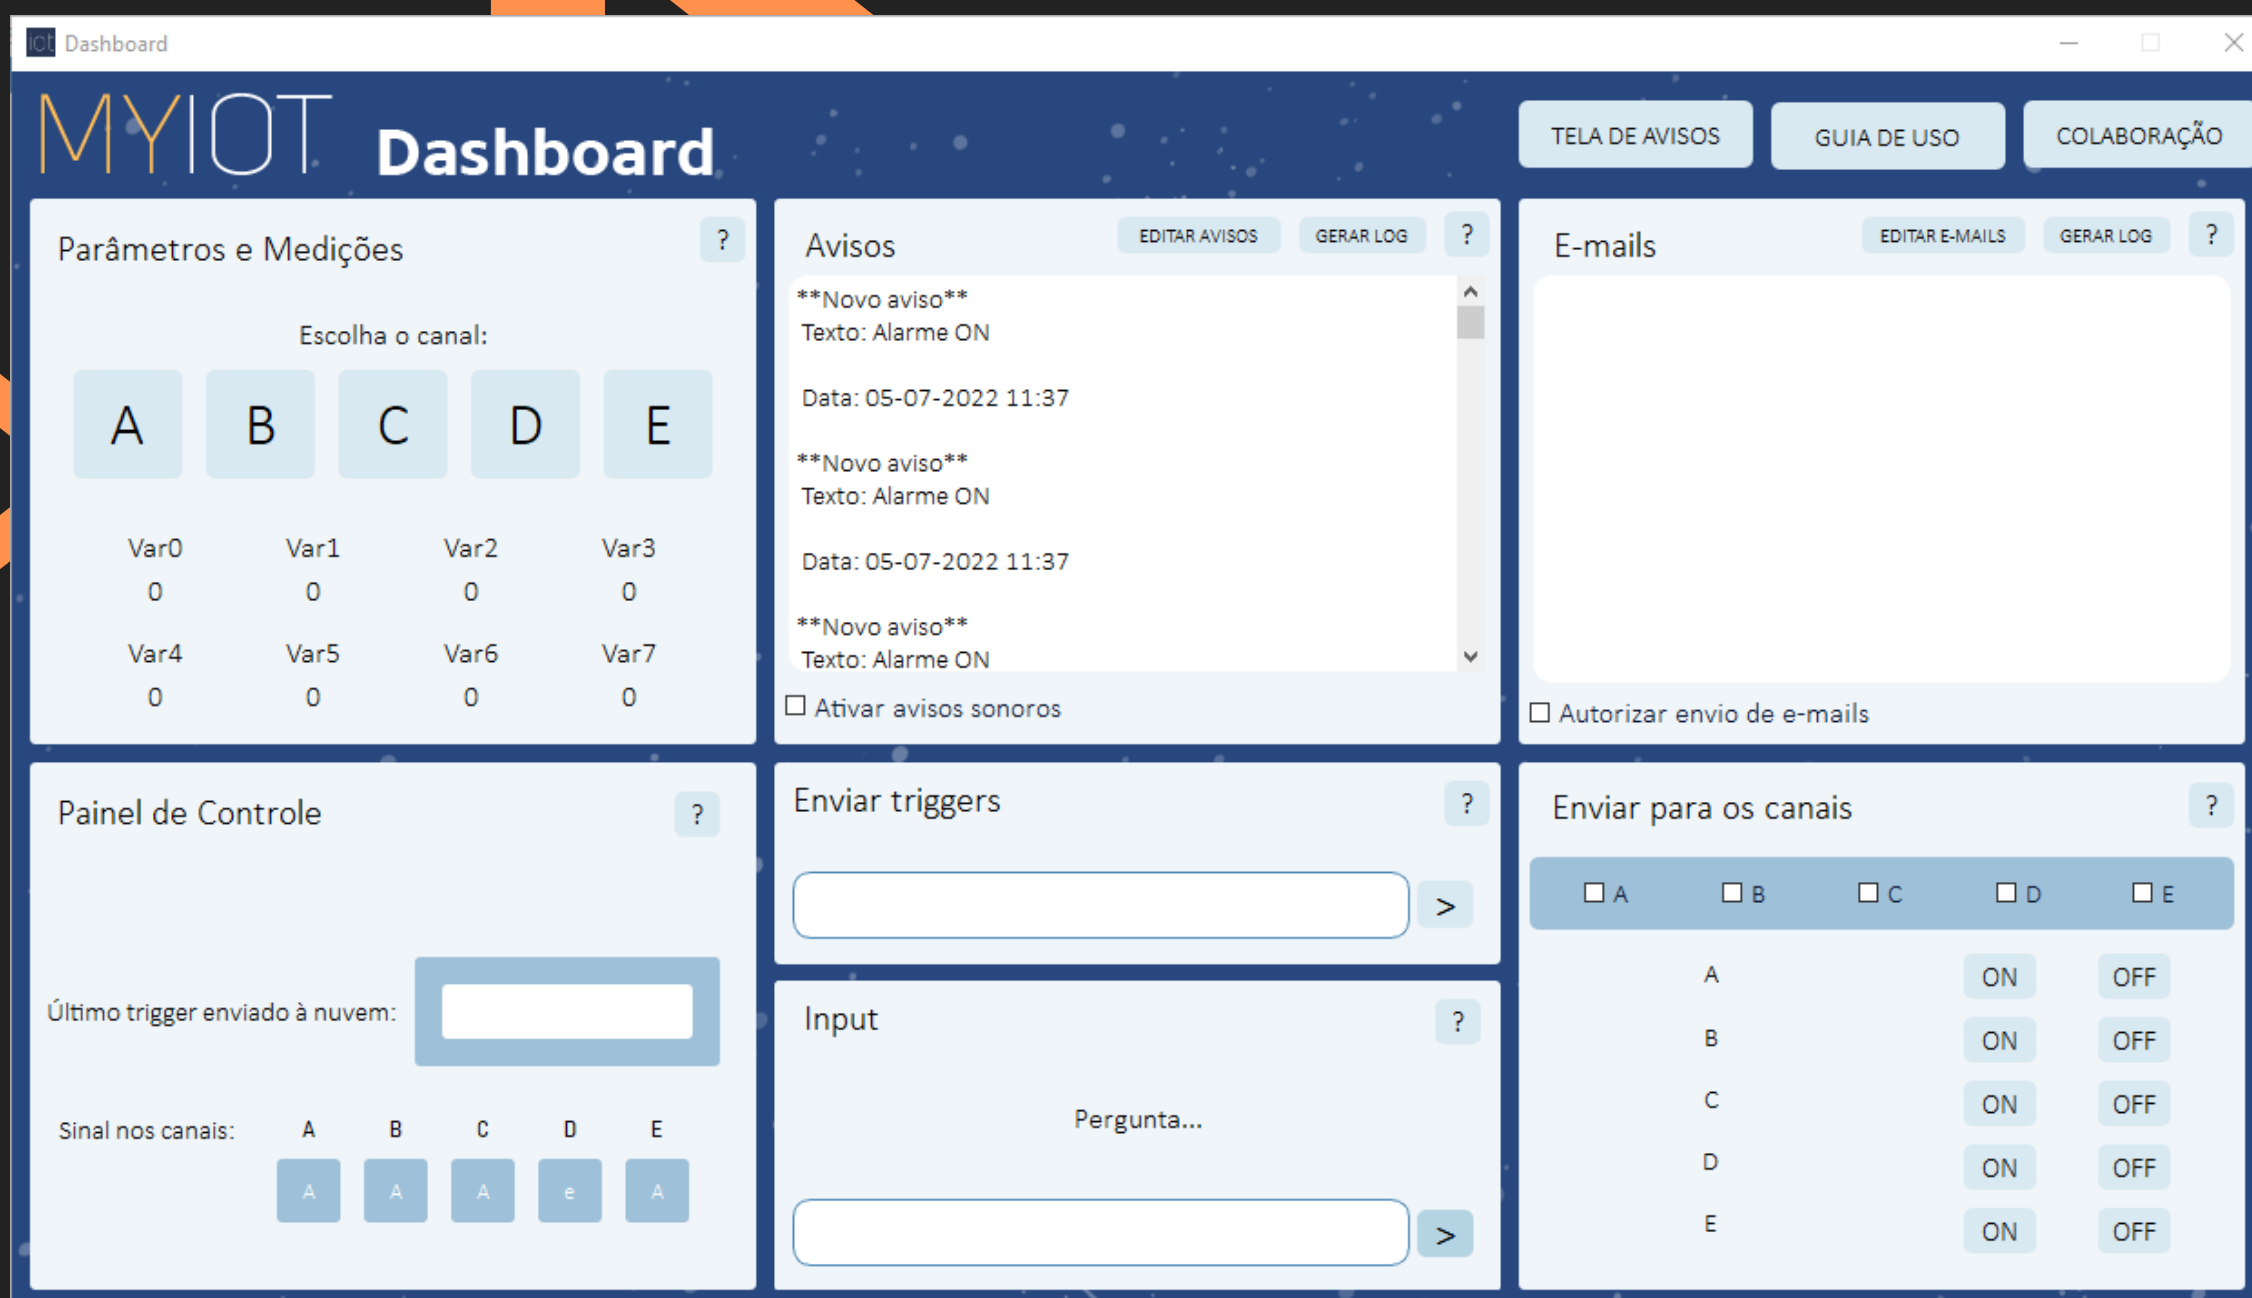 ict Dashboard
MYIOT Dashboard
TELA DE AVISOS
GUIA DE USO
COLABORAÇÃO
Parâmetros e Medições
?
Escolha o canal:
A B C D E
Var0 Var1 Var2 Var3
0 0 0 0
Var4 Var5 Var6 Var7
0 0 0 0
Avisos
EDITAR AVISOS
GERAR LOG
?
**Novo aviso**
Texto: Alarme ON
Data: 05-07-2022 11:37
**Novo aviso**
Texto: Alarme ON
Data: 05-07-2022 11:37
**Novo aviso**
Texto: Alarme ON
Ativar avisos sonoros
E-mails
EDITAR E-MAILS
GERAR LOG
?
Autorizar envio de e-mails
Painel de Controle
?
Último trigger enviado à nuvem:
Sinal nos canais: A B C D E
A A A e A
Enviar triggers
?
>
Input
?
Pergunta...
>
Enviar para os canais
?
A B C D E
A ON OFF
B ON OFF
C ON OFF
D ON OFF
E ON OFF